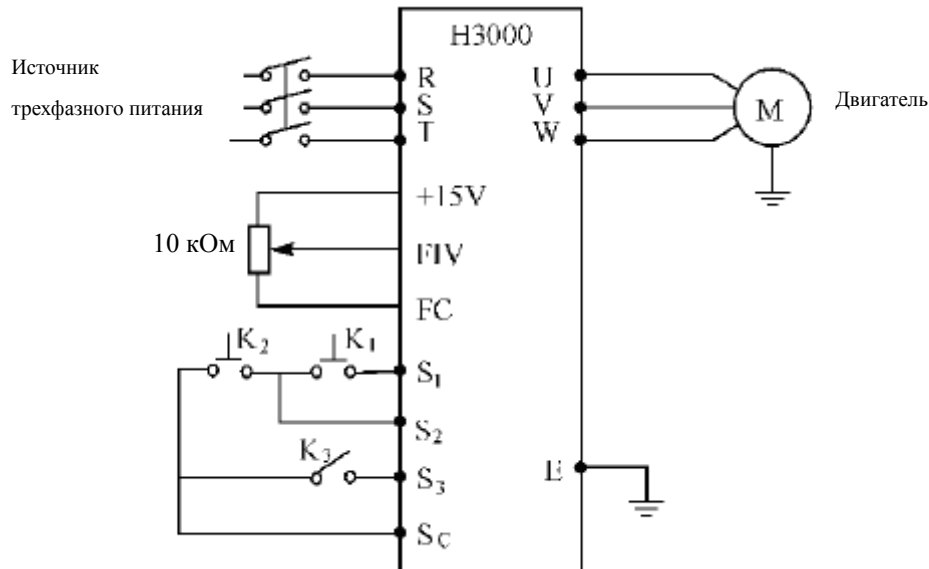 H3000
Источник
трехфазного питания
R
S
T
U
V
W
M
Двигатель
+15V
10 кОм
FIV
FC
K2
K1
S1
S2
K3
S3
E
SC